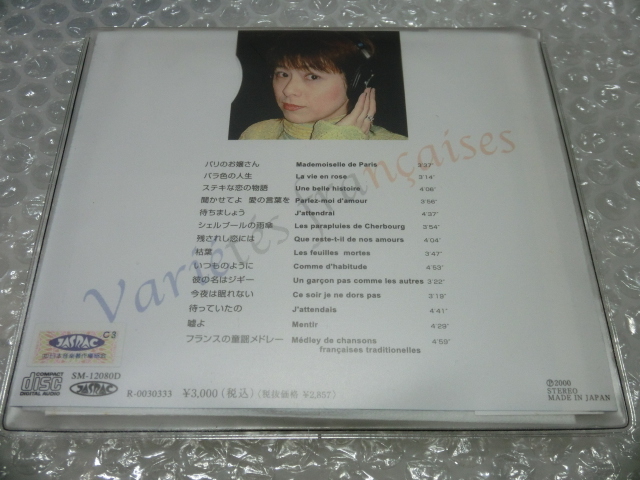 パリのお嬢さん Mademoiselle de Paris 3'27"
バラ色の人生 La vie en rose 3'14"
ステキな恋の物語 Une belle histoire 4'06"
聞かせてよ 愛の言葉を Parlez-moi d'amour 3'56"
待ちましょう J'attendrai 4'37"
シェルブールの雨傘 Les parapluies de Cherbourg 3'54"
残されし恋には Que reste-t-il de nos amours 4'04"
枯葉 Les feuilles mortes 3'47"
いつものように Comme d'habitude 4'53"
彼の名はジギー Un garçon pas comme les autres 3'22"
今夜は眠れない Ce soir je ne dors pas 3'19"
待っていたの J'attendais 4'41"
嘘よ Mentir 4'29"
フランスの童謡メドレー Médley de chansons françaises traditionelles 4'59"
Variétés françaises
JASRAC
COMPACT disc DIGITAL AUDIO
SM-12080D
JASRAC
R-0030333
¥3,000(税込)(税抜価格 ¥2,857)
Ⓟ2000
STEREO
MADE IN JAPAN